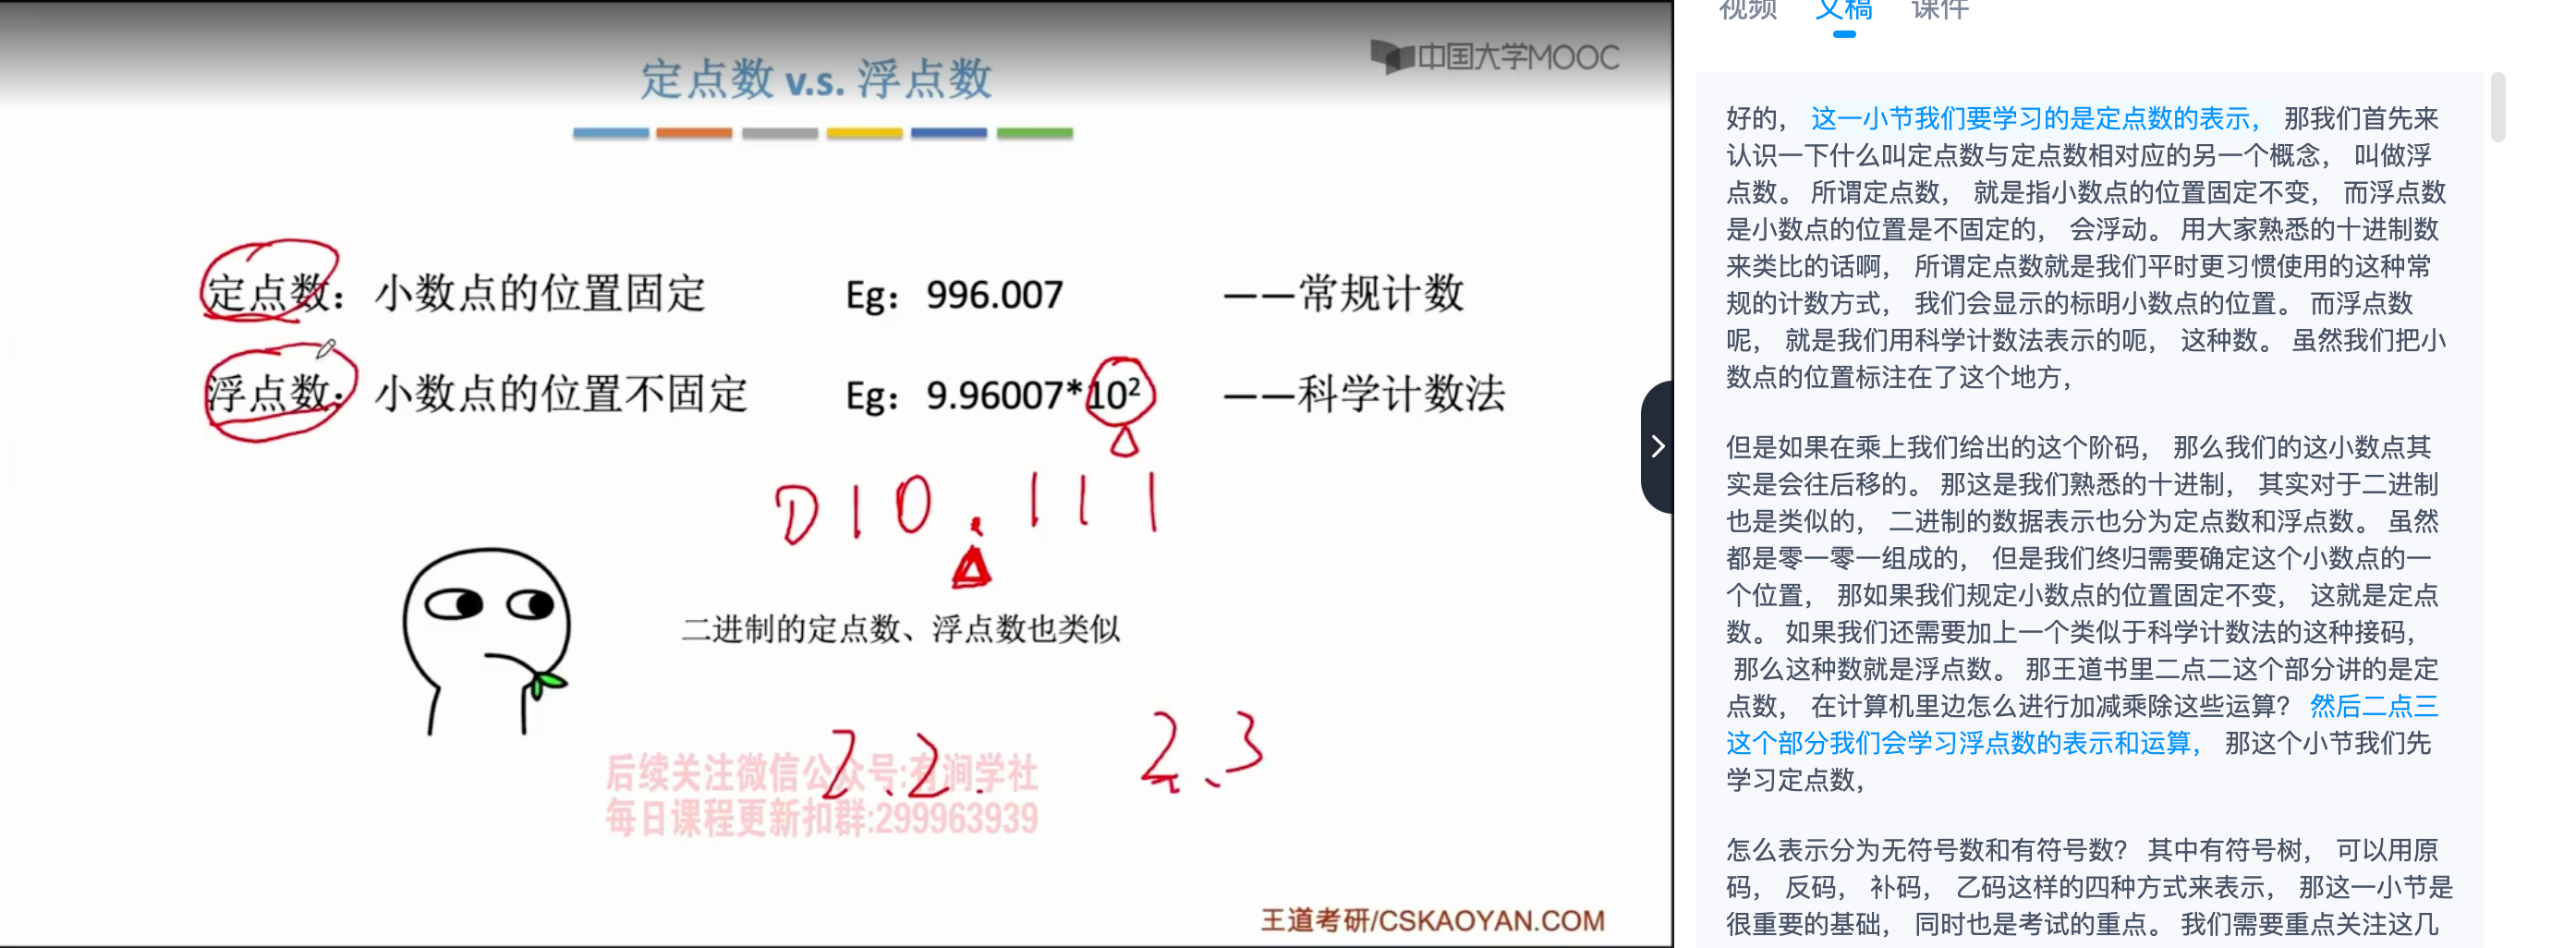 定点数 v.s. 浮点数
中国大学MOOC
定点数：小数点的位置固定 Eg：996.007 ——常规计数
浮点数：小数点的位置不固定 Eg：9.96007*10² ——科学计数法
010.111
二进制的定点数、浮点数也类似
2.2. 2.3
后续关注微信公众号:有涧学社
每日课程更新扣群:299963939
王道考研/CSKAOYAN.COM
视频 文稿 课件
好的， 这一小节我们要学习的是定点数的表示， 那我们首先来
认识一下什么叫定点数与定点数相对应的另一个概念， 叫做浮
点数。 所谓定点数， 就是指小数点的位置固定不变， 而浮点数
是小数点的位置是不固定的， 会浮动。 用大家熟悉的十进制数
来类比的话啊， 所谓定点数就是我们平时更习惯使用的这种常
规的计数方式， 我们会显示的标明小数点的位置。 而浮点数
呢， 就是我们用科学计数法表示的呃， 这种数。 虽然我们把小
数点的位置标注在了这个地方，
但是如果在乘上我们给出的这个阶码， 那么我们的这小数点其
实是会往后移的。 那这是我们熟悉的十进制， 其实对于二进制
也是类似的， 二进制的数据表示也分为定点数和浮点数。 虽然
都是零一零一组成的， 但是我们终归需要确定这个小数点的一
个位置， 那如果我们规定小数点的位置固定不变， 这就是定点
数。 如果我们还需要加上一个类似于科学计数法的这种接码，
那么这种数就是浮点数。 那王道书里二点二这个部分讲的是定
点数， 在计算机里边怎么进行加减乘除这些运算？ 然后二点三
这个部分我们会学习浮点数的表示和运算， 那这个小节我们先
学习定点数，
怎么表示分为无符号数和有符号数？ 其中有符号树， 可以用原
码， 反码， 补码， 乙码这样的四种方式来表示， 那这一小节是
很重要的基础， 同时也是考试的重点。 我们需要重点关注这几